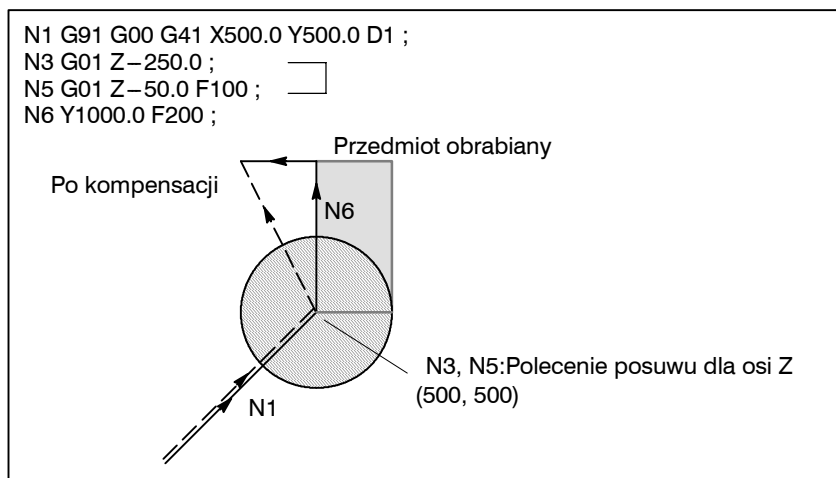 N1 G91 G00 G41 X500.0 Y500.0 D1 ;
N3 G01 Z−250.0 ;
N5 G01 Z−50.0 F100 ;
N6 Y1000.0 F200 ;
Przedmiot obrabiany
Po kompensacji
N6
N3, N5:Polecenie posuwu dla osi Z
(500, 500)
N1